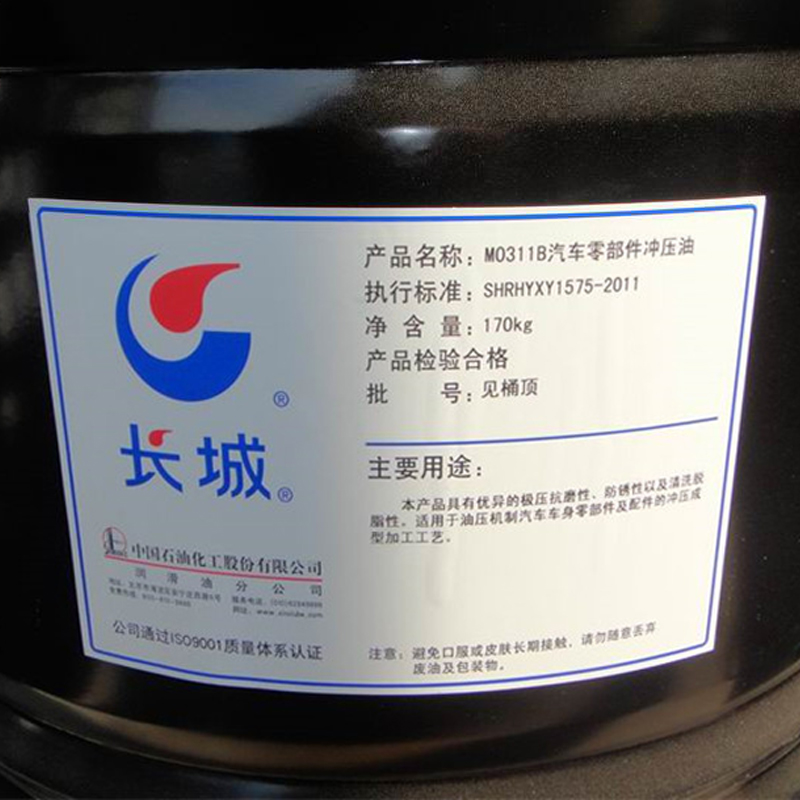 长城
®
®
中国石油化工股份有限公司
润滑油分公司
公司通过ISO9001质量体系认证
产品名称：M0311B汽车零部件冲压油
执行标准：SHRHYXY1575-2011
净含量：170kg
产品检验合格
批号：见桶顶
主要用途：
本产品具有优异的极压抗磨性、防锈性以及清洗脱
脂性。适用于油压机制汽车车身零部件及配件的冲压成
型加工工艺。
注意：避免口服或皮肤长期接触，请勿随意丢弃
废油及包装物。